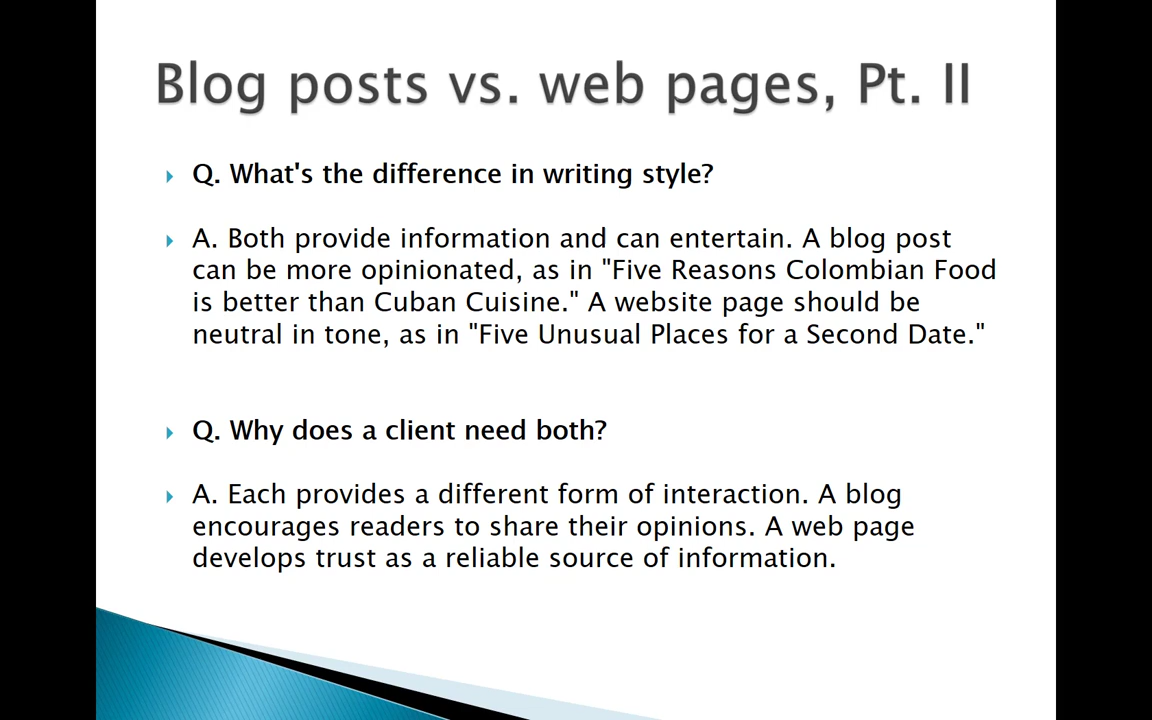 Blog posts vs. web pages, Pt. II
Q. What's the difference in writing style?
A. Both provide information and can entertain. A blog post
can be more opinionated, as in "Five Reasons Colombian Food
is better than Cuban Cuisine." A website page should be
neutral in tone, as in "Five Unusual Places for a Second Date."
Q. Why does a client need both?
A. Each provides a different form of interaction. A blog
encourages readers to share their opinions. A web page
develops trust as a reliable source of information.